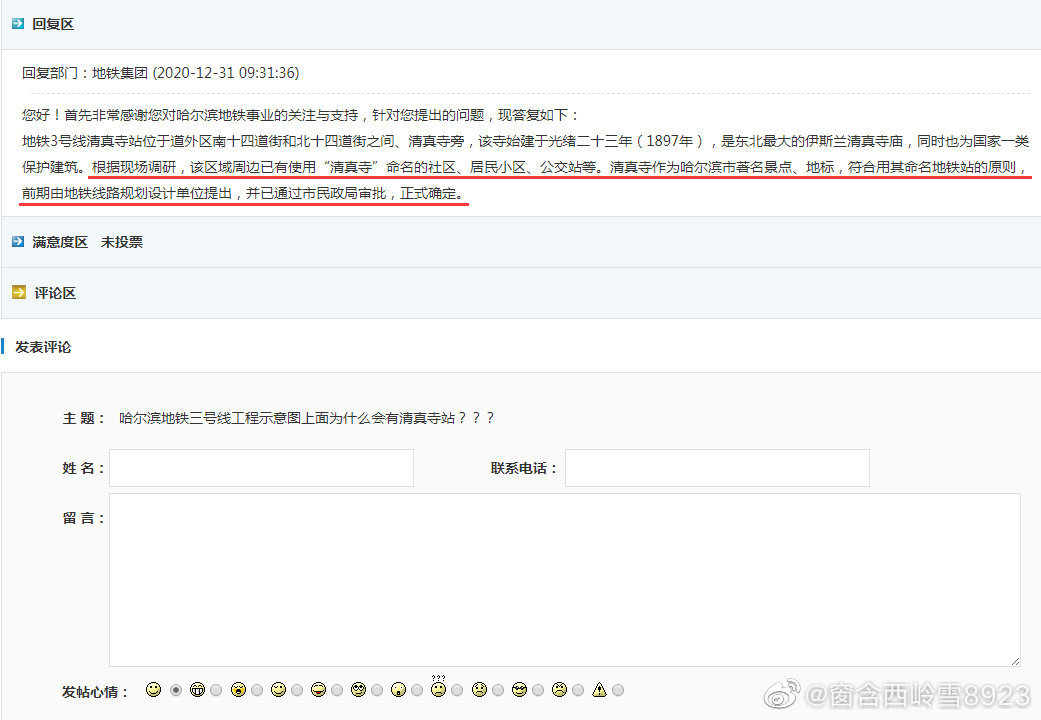 回复区
回复部门：地铁集团 (2020-12-31 09:31:36)
您好！首先非常感谢您对哈尔滨地铁事业的关注与支持，针对您提出的问题，现答复如下：
地铁3号线清真寺站位于道外区南十四道街和北十四道街之间、清真寺旁，该寺始建于光绪二十三年（1897年），是东北最大的伊斯兰清真寺庙，同时也为国家一类
保护建筑。根据现场调研，该区域周边已有使用“清真寺”命名的社区、居民小区、公交站等。清真寺作为哈尔滨市著名景点、地标，符合用其命名地铁站的原则，
前期由地铁线路规划设计单位提出，并已通过市民政局审批，正式确定。
满意度区 未投票
评论区
发表评论
主 题： 哈尔滨地铁三号线工程示意图上面为什么会有清真寺站？？？
姓 名： 联系电话：
留 言：
发帖心情： ???
@窗含西岭雪8923